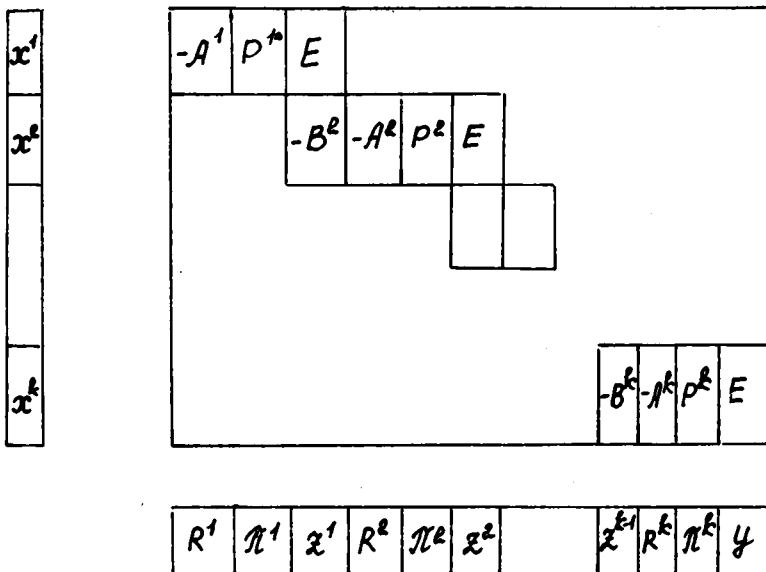 x¹ -A¹ P¹ E
x² -B² -A² P² E
xᵏ -Bᵏ -Aᵏ Pᵏ E
R¹ π¹ z¹ R² π² z² zᵏ⁻¹ Rᵏ πᵏ y